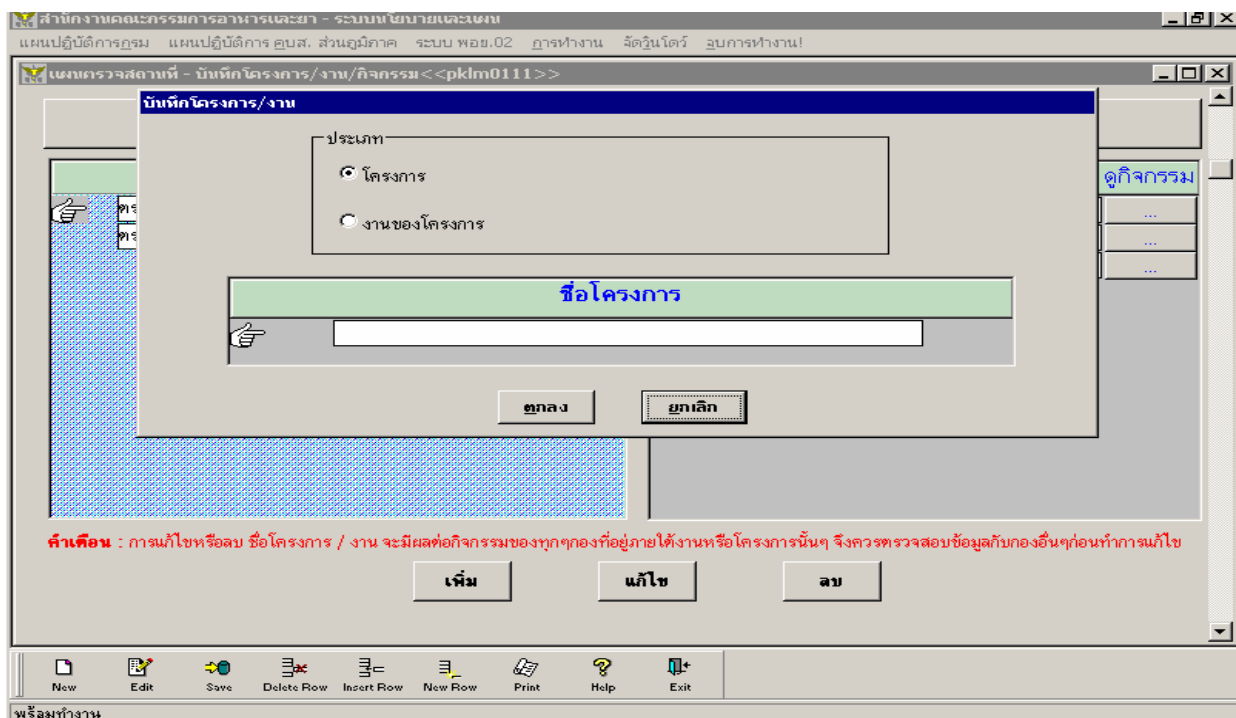 สำนักงานคณะกรรมการอาหารและยา - ระบบนโยบายและแผน
แผนปฏิบัติการกรม แผนปฏิบัติการ คบส. ส่วนภูมิภาค ระบบ พอย.02 การทำงาน จัดวินโดว์ จบการทำงาน!
แผนตรวจสถานที่ - บันทึกโครงการ/งาน/กิจกรรม<<pklm0111>>
บันทึกโครงการ/งาน
ประเภท
โครงการ
งานของโครงการ
ดูกิจกรรม
ตร
ตร
...
...
...
ชื่อโครงการ
ตกลง ยกเลิก
คำเตือน : การแก้ไขหรือลบ ชื่อโครงการ / งาน จะมีผลต่อกิจกรรมของทุกๆกองที่อยู่ภายใต้งานหรือโครงการนั้นๆ จึงควรตรวจสอบข้อมูลกับกองอื่นๆก่อนทำการแก้ไข
เพิ่ม แก้ไข ลบ
New Edit Save Delete Row Insert Row New Row Print Help Exit
พร้อมทำงาน